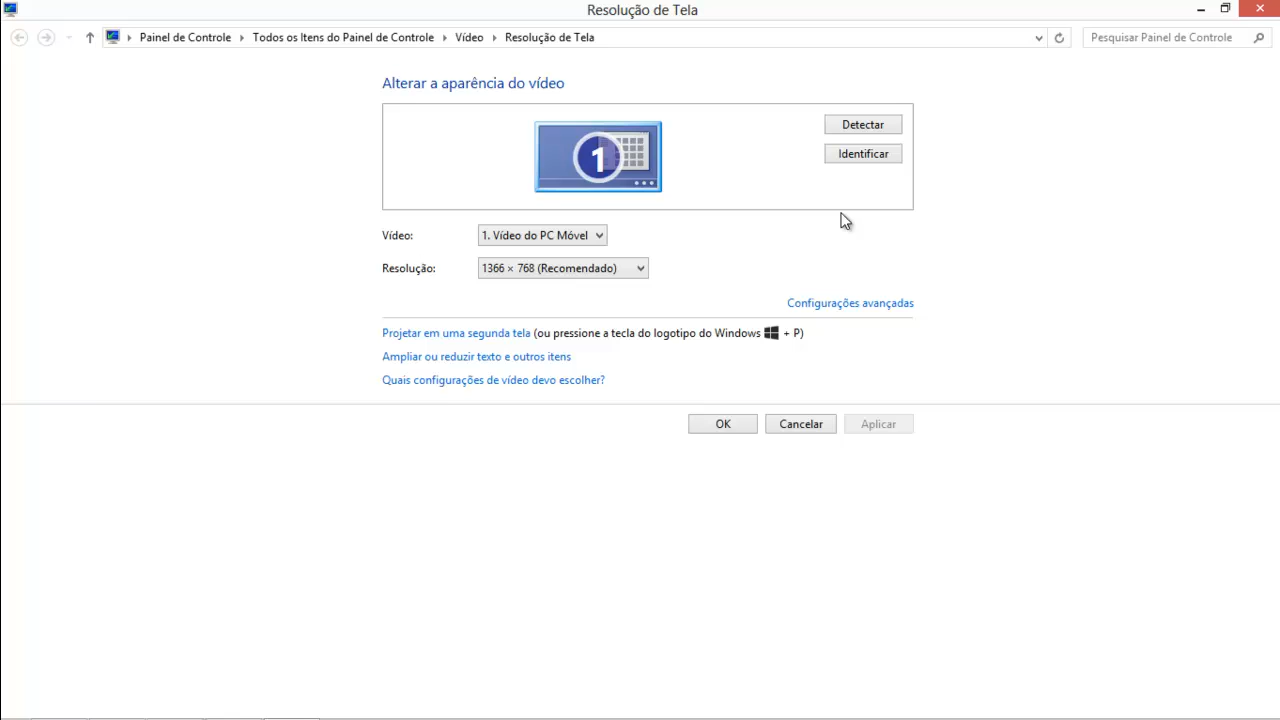 Resolução de Tela
Painel de Controle Todos os Itens do Painel de Controle Vídeo Resolução de Tela Pesquisar Painel de Controle
Alterar a aparência do vídeo
1
Detectar
Identificar
Vídeo: 1. Vídeo do PC Móvel
Resolução: 1366 × 768 (Recomendado)
Configurações avançadas
Projetar em uma segunda tela (ou pressione a tecla do logotipo do Windows + P)
Ampliar ou reduzir texto e outros itens
Quais configurações de vídeo devo escolher?
OK Cancelar Aplicar